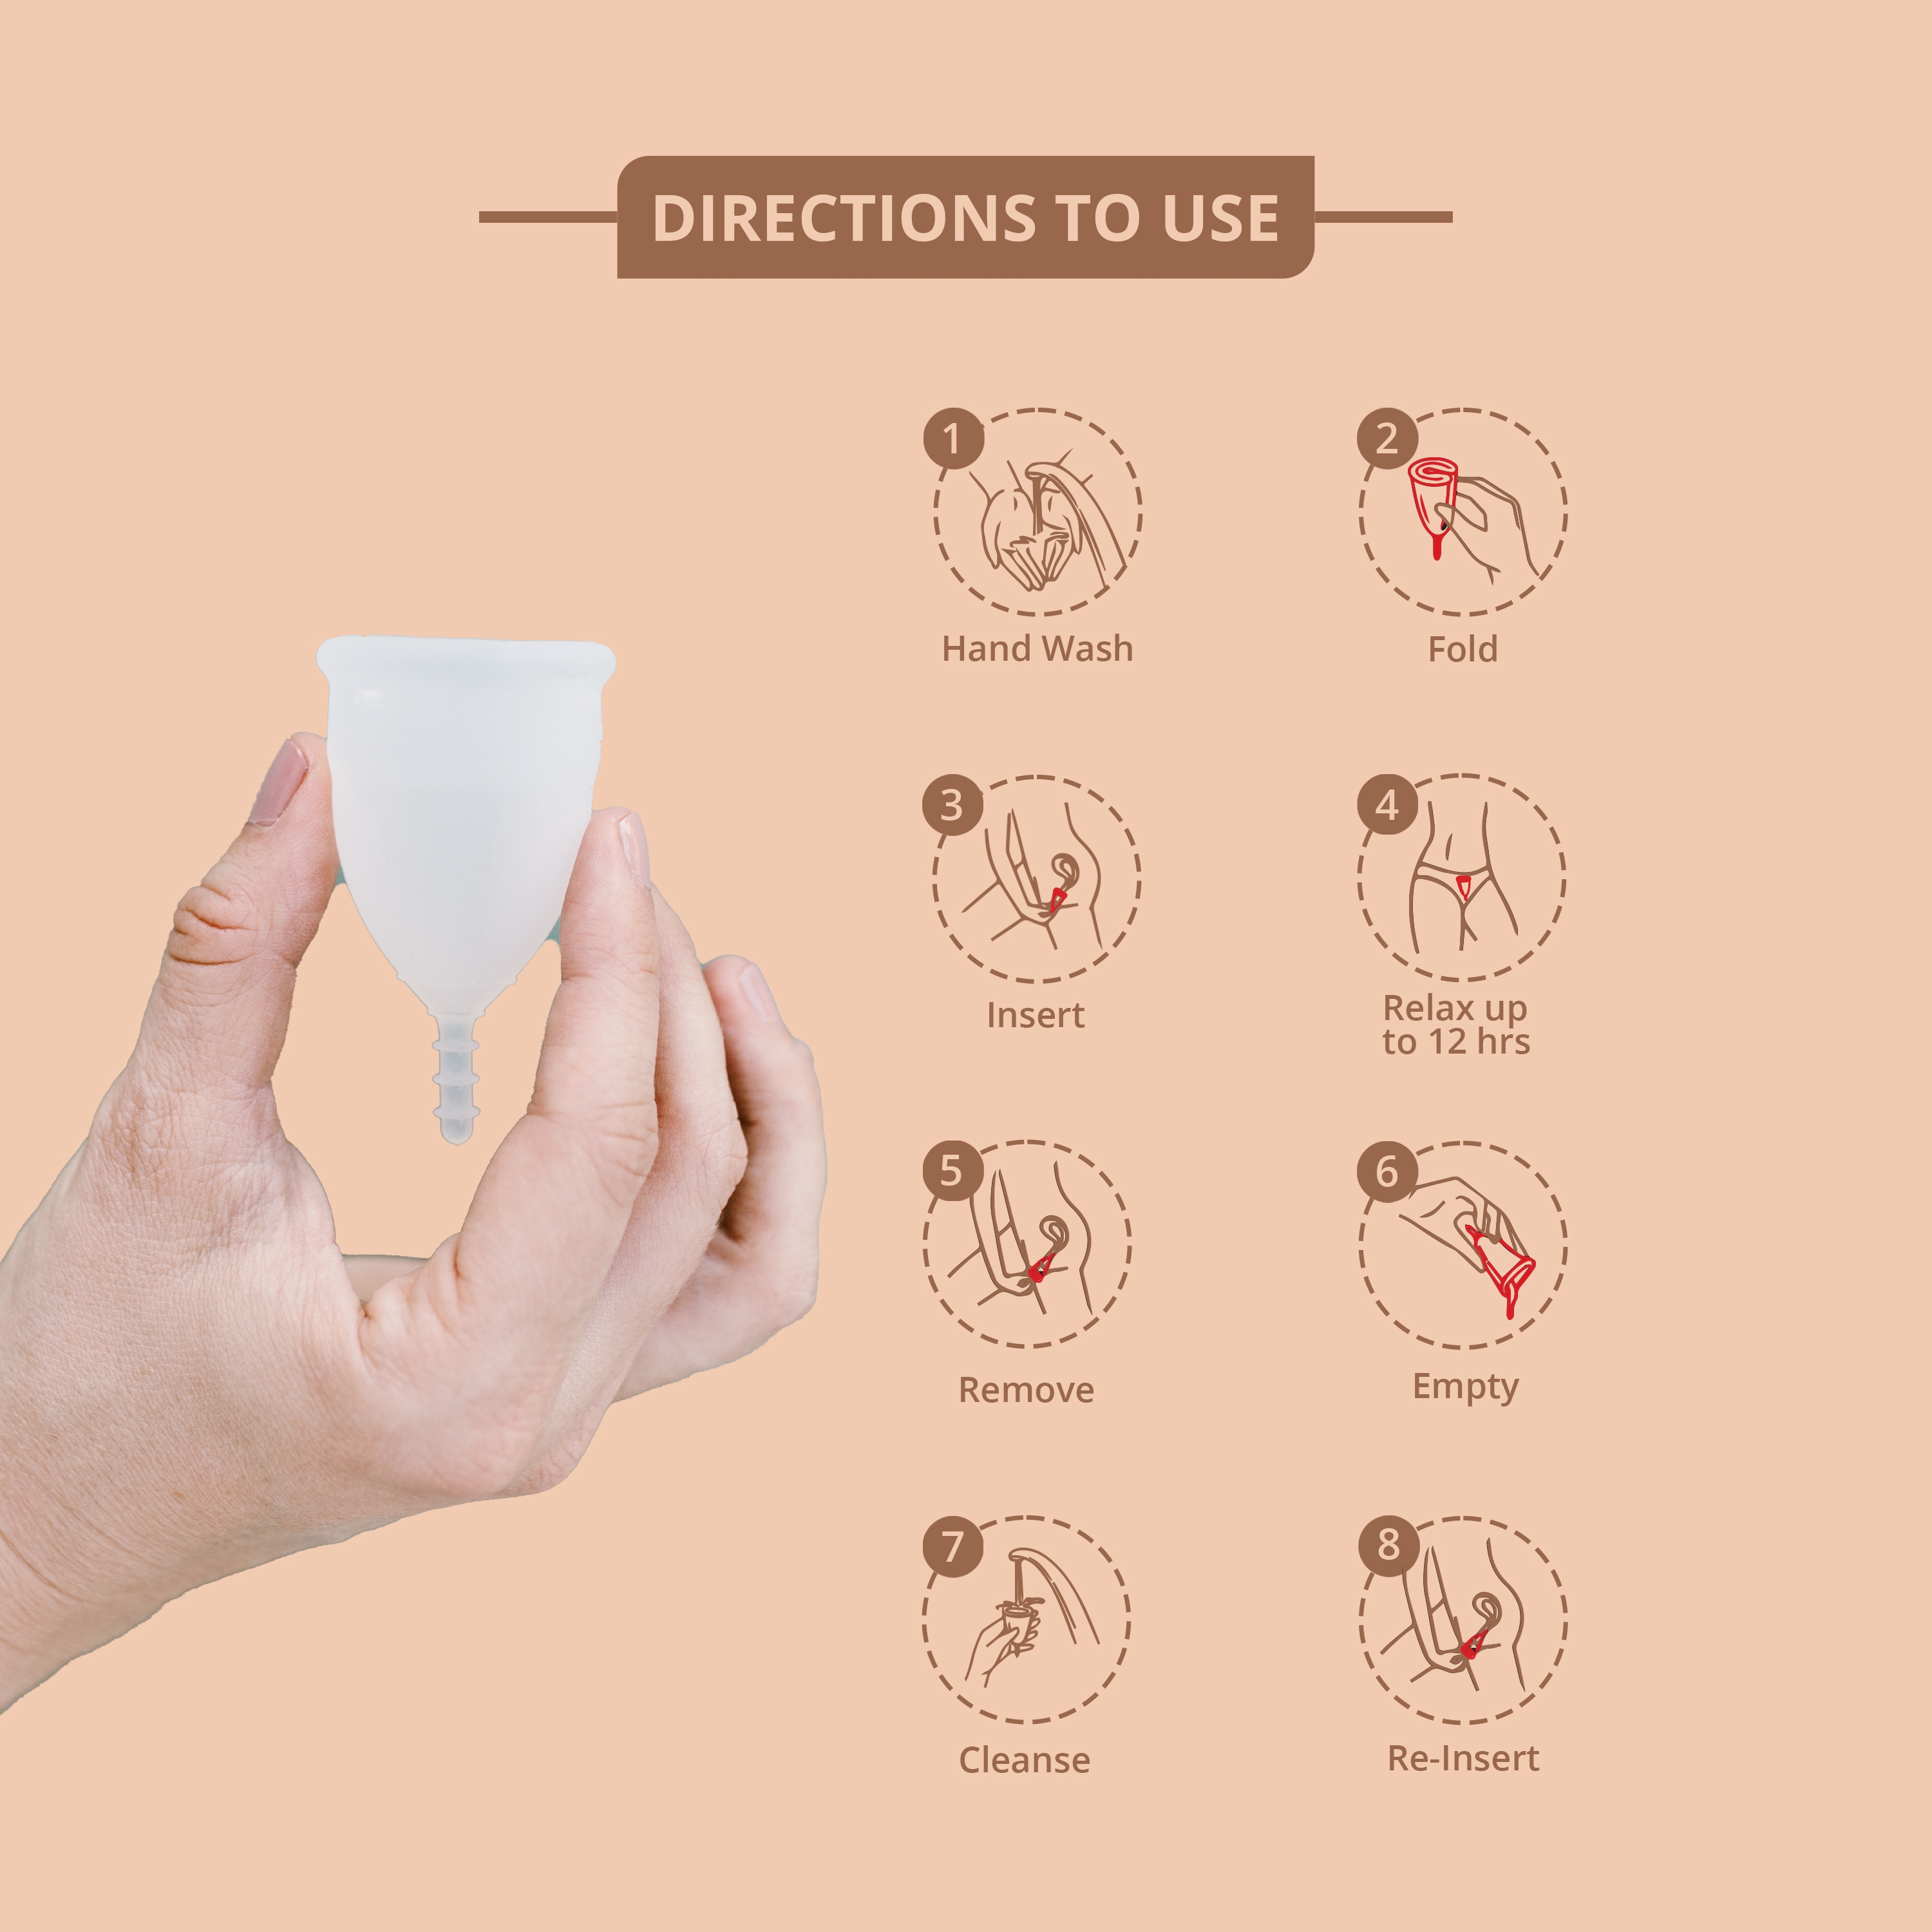 DIRECTIONS TO USE
1
Hand Wash
2
Fold
3
Insert
4
Relax up
to 12 hrs
5
Remove
6
Empty
7
Cleanse
8
Re-Insert